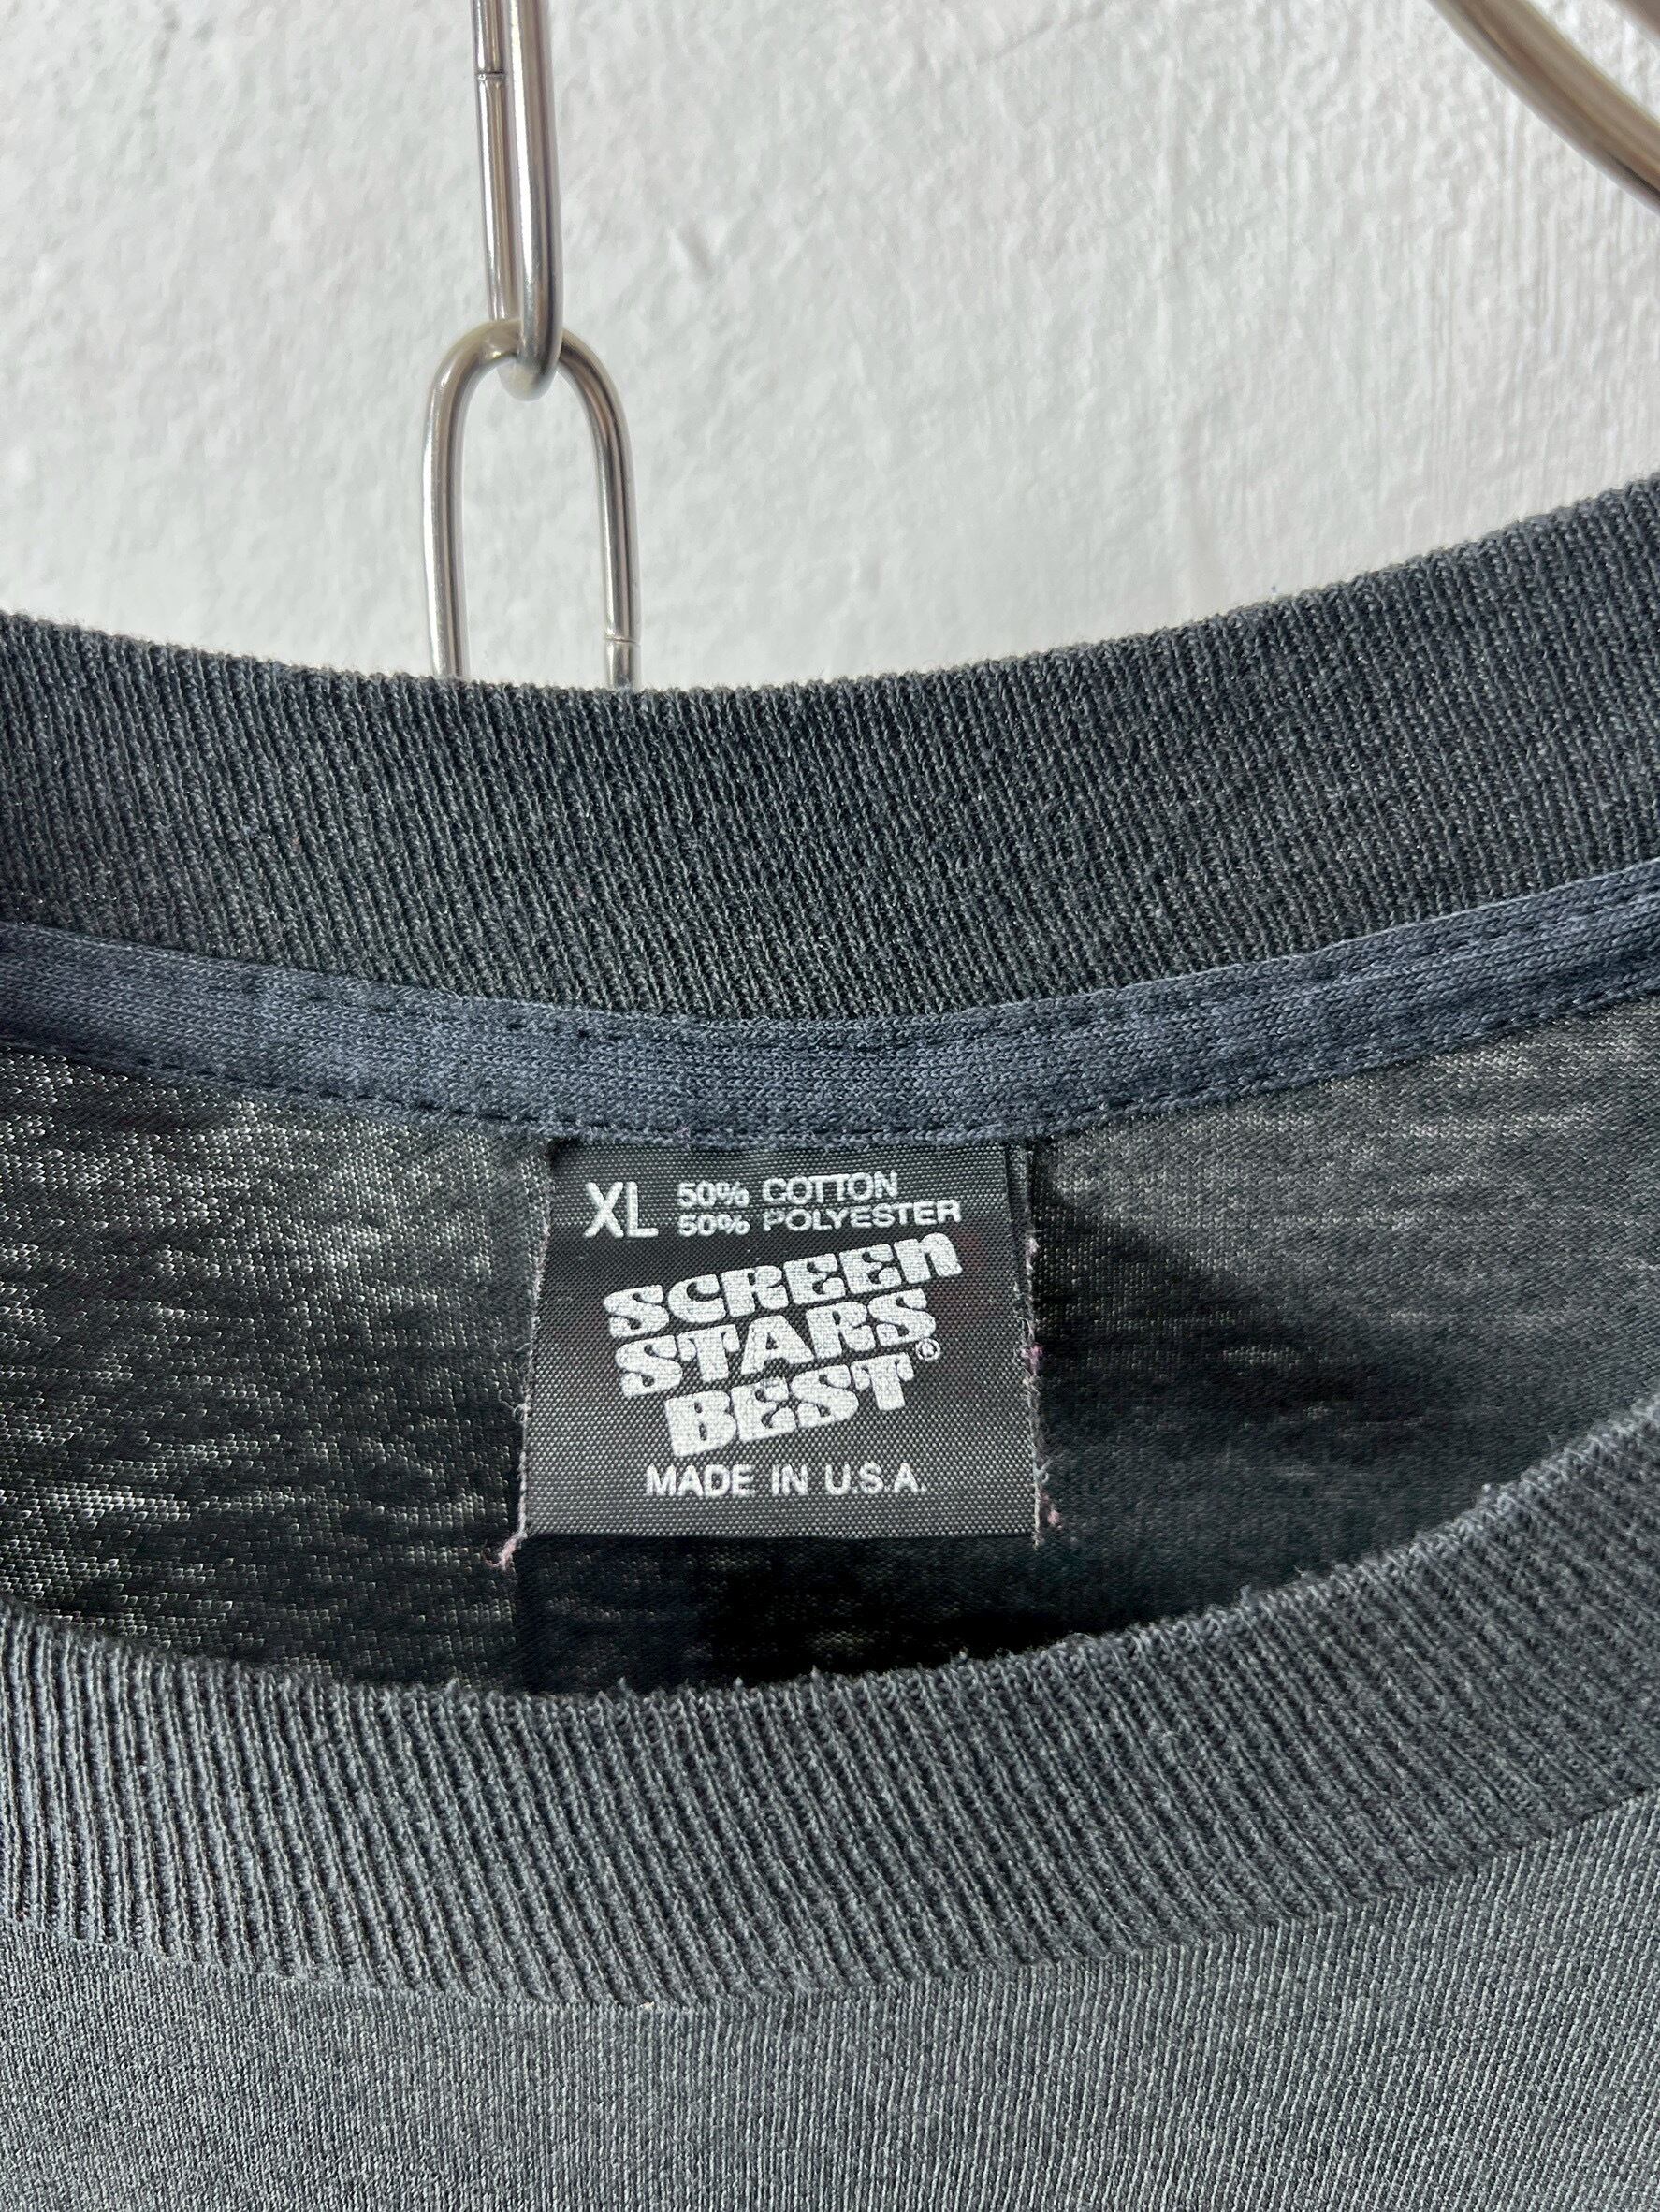 XL 50% COTTON
50% POLYESTER
SCREEN
STARS
BEST®
MADE IN U.S.A.